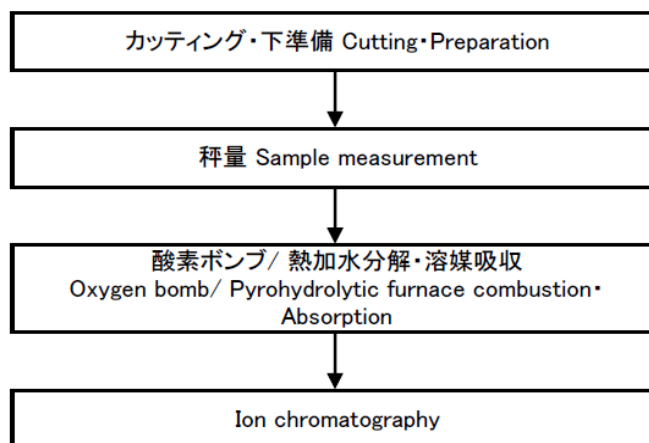 カッティング・下準備 Cutting・Preparation
秤量 Sample measurement
酸素ボンブ/ 熱加水分解・溶媒吸収
Oxygen bomb/ Pyrohydrolytic furnace combustion・
Absorption
Ion chromatography